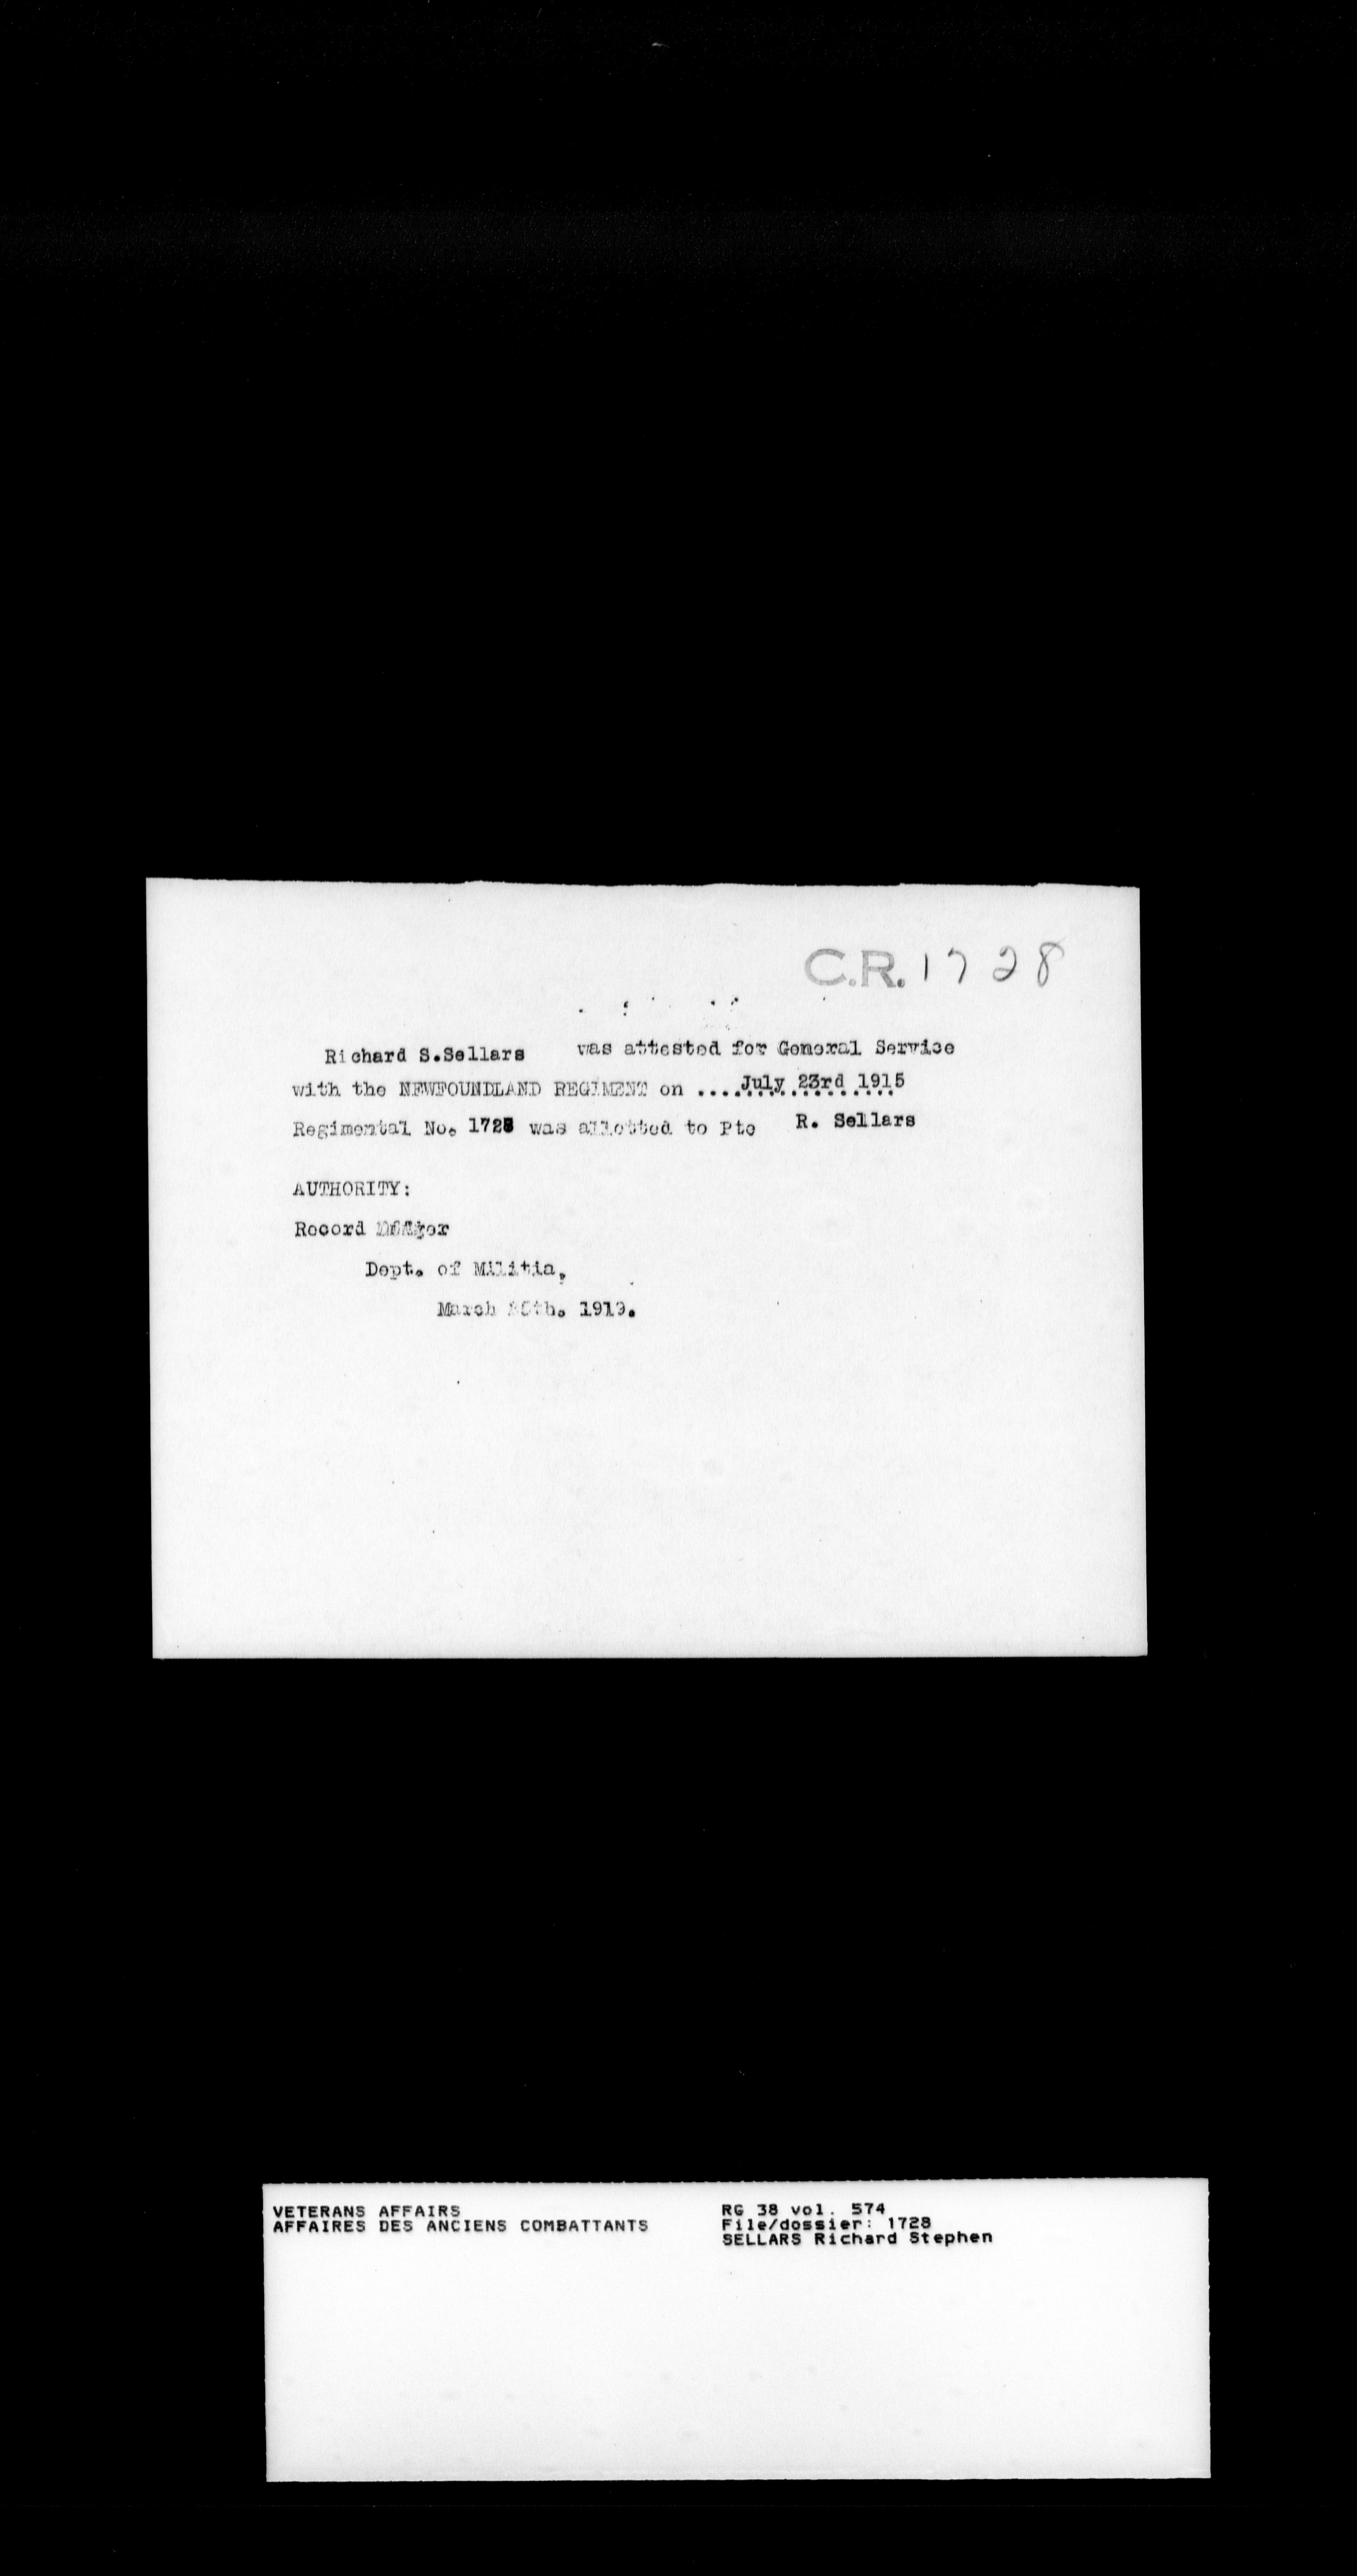 C.R. 1728
Richard S.Sellars was attested for General Service
with the NEWFOUNDLAND REGIMENT on ....July 23rd 1915
Regimental No. 1728 was allotted to Pte R. Sellars
AUTHORITY:
Record
Dept. of Militia,
March 1919.
VETERANS AFFAIRS
AFFAIRES DES ANCIENS COMBATTANTS
RG 38 vol. 574
File/dossier: 1728
SELLARS Richard Stephen